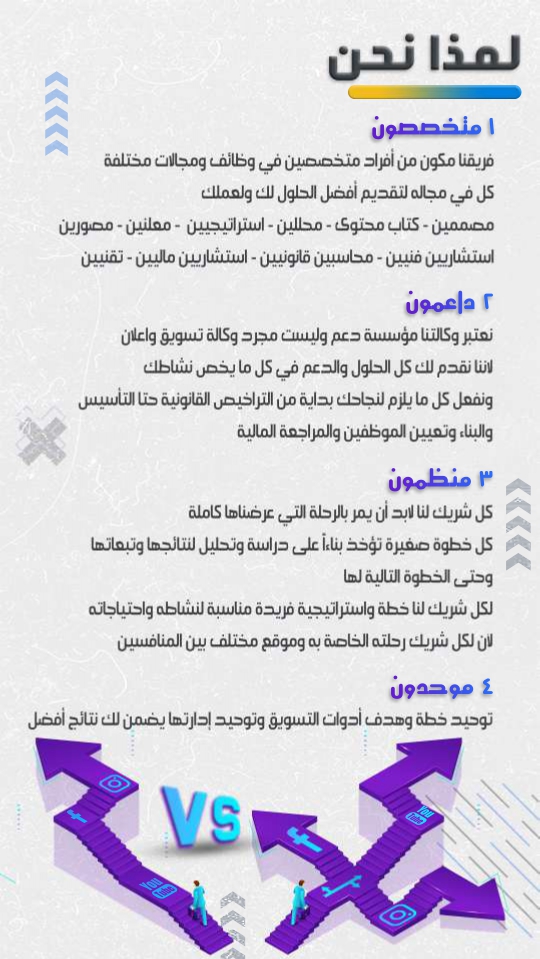 لمذا نحن
١ متخصصون
فريقنا مكون من أفراد متخصصين في وظائف ومجالات مختلفة
كل في مجاله لتقديم أفضل الحلول لك ولعملك
مصممين - كتاب محتوى - محللين - استراتيجيين - معلنين - مصورين
استشاريين فنيين - محاسبين قانونيين - استشاريين ماليين - تقنيين
٢ داعمون
نعتبر وكالتنا مؤسسة دعم وليست مجرد وكالة تسويق واعلان
لاننا نقدم لك كل الحلول والدعم في كل ما يخص نشاطك
ونفعل كل ما يلزم لنجاحك بداية من التراخيص القانونية حتا التأسيس
والبناء وتعيين الموظفين والمراجعة المالية
٣ منظمون
كل شريك لنا لابد أن يمر بالرحلة التي عرضناها كاملة
كل خطوة صغيرة تؤخذ بناءاً على دراسة وتحليل لنتائجها وتبعاتها
وحتى الخطوة التالية لها
لكل شريك لنا خطة واستراتيجية فريدة مناسبة لنشاطه واحتياجاته
لان لكل شريك رحلته الخاصة به وموقع مختلف بين المنافسين
٤ موحدون
توحيد خطة وهدف أدوات التسويق وتوحيد إدارتها يضمن لك نتائج أفضل
VS
You
Tube
You
Tube